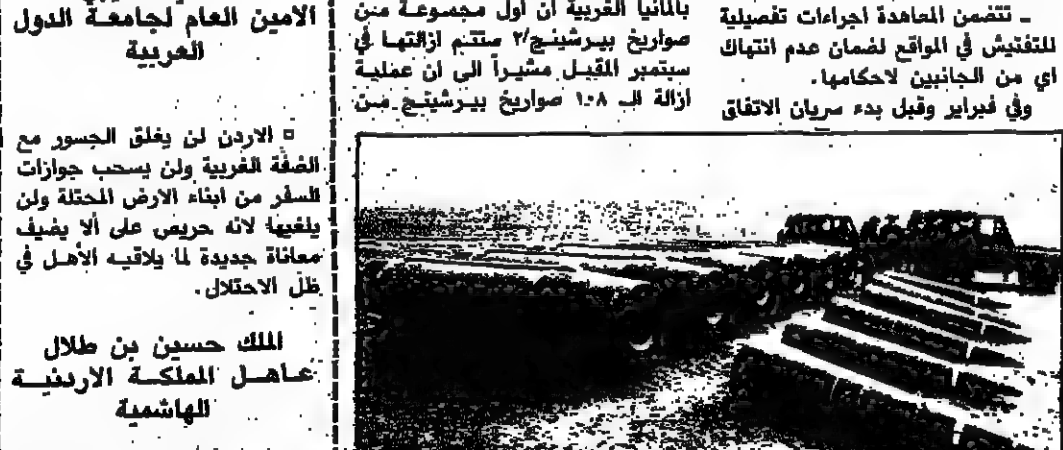 ـ تتضمن المعاهدة اجراءات تفصيلية
للتفتيش في المواقع لضمان عدم انتهاك
اي من الجانبين لاحكامها.
وفي فبراير وقبل بدء سريان الاتفاق
بالمانيا الغربية ان اول مجموعة من
صواريخ بيرشينج/٢ ستتم ازالتها في
سبتمبر المقبل مشيراً الى ان عملية
ازالة الـ ١٠٨ صواريخ بيرشينج من
الامين العام لجامعة الدول
العربية
□ الاردن لن يغلق الجسور مع
الضفة الغربية ولن يسحب جوازات
السفر من ابناء الارض المحتلة ولن
يلغيها لانه حريص على ألا يضيف
معاناة جديدة لما يلاقيه الأهل في
ظل الاحتلال.
الملك حسين بن طلال
عاهل المملكة الاردنية
الهاشمية